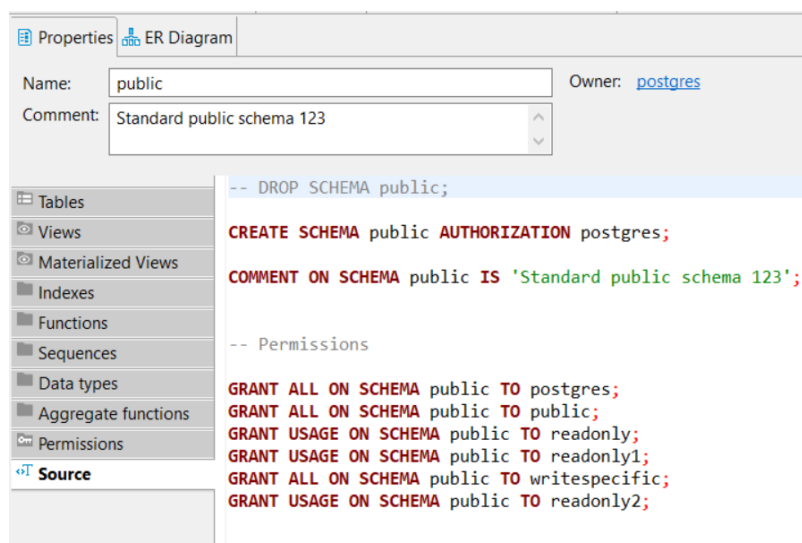 Properties ER Diagram
Name: public Owner: postgres
Comment: Standard public schema 123
Tables
Views
Materialized Views
Indexes
Functions
Sequences
Data types
Aggregate functions
Permissions
Source
-- DROP SCHEMA public;
CREATE SCHEMA public AUTHORIZATION postgres;
COMMENT ON SCHEMA public IS 'Standard public schema 123';
-- Permissions
GRANT ALL ON SCHEMA public TO postgres;
GRANT ALL ON SCHEMA public TO public;
GRANT USAGE ON SCHEMA public TO readonly;
GRANT USAGE ON SCHEMA public TO readonly1;
GRANT ALL ON SCHEMA public TO writespecific;
GRANT USAGE ON SCHEMA public TO readonly2;